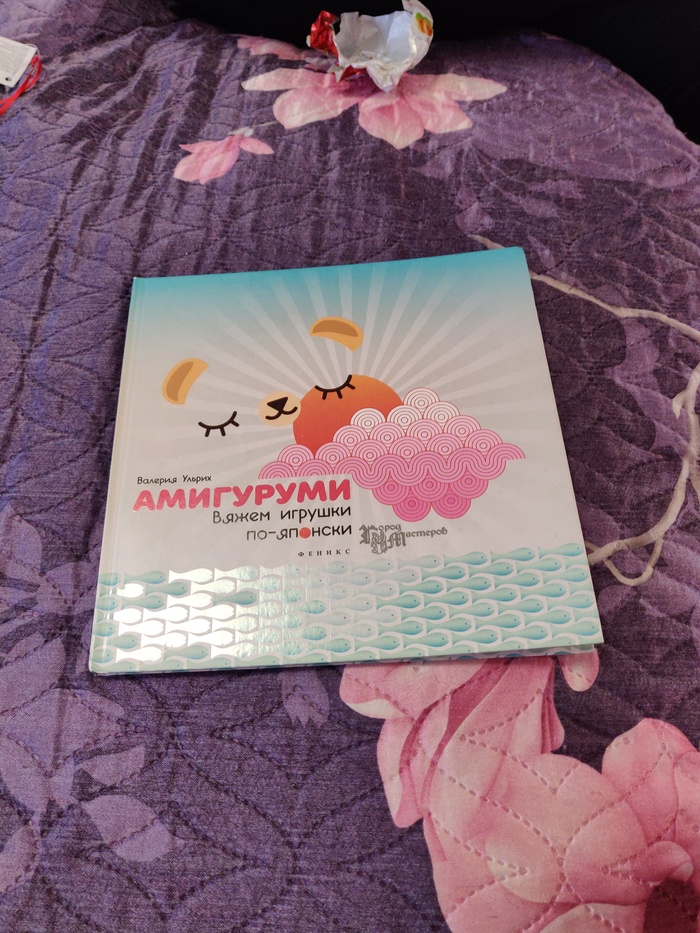 Валерия Ульрих
АМИГУРУМИ
Вяжем игрушки
по-японски
Город
Мастеров
ФЕНИКС